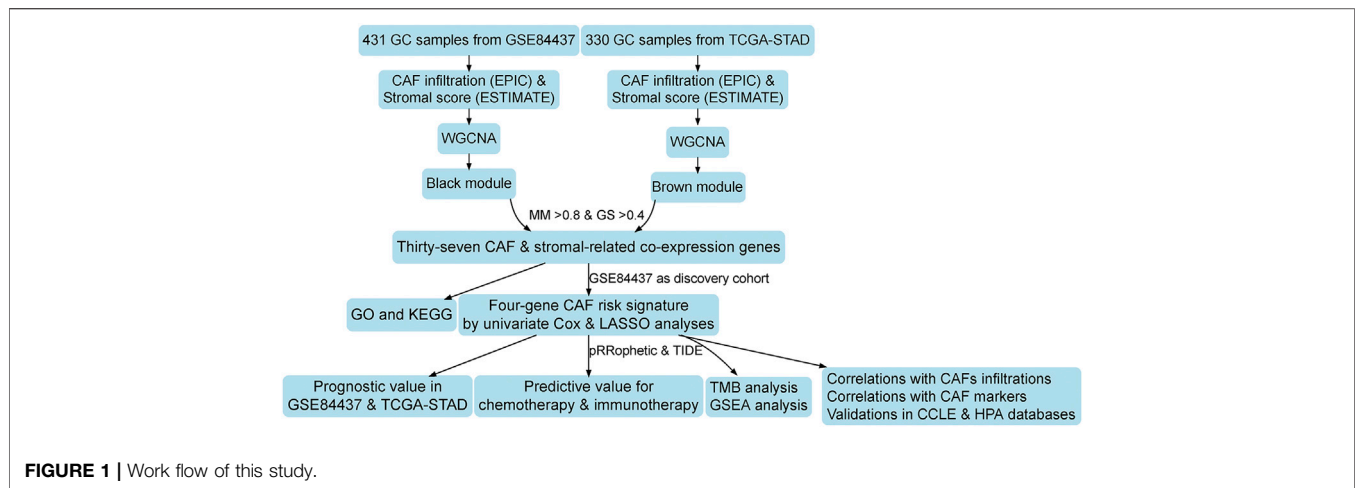 431 GC samples from GSE84437
330 GC samples from TCGA-STAD
CAF infiltration (EPIC) &
Stromal score (ESTIMATE)
CAF infiltration (EPIC) &
Stromal score (ESTIMATE)
WGCNA
WGCNA
Black module
Brown module
MM >0.8 & GS >0.4
Thirty-seven CAF & stromal-related co-expression genes
GSE84437 as discovery cohort
GO and KEGG
Four-gene CAF risk signature
by univariate Cox & LASSO analyses
pRRophetic & TIDE
Prognostic value in
GSE84437 & TCGA-STAD
Predictive value for
chemotherapy & immunotherapy
TMB analysis
GSEA analysis
Correlations with CAFs infiltrations
Correlations with CAF markers
Validations in CCLE & HPA databases
FIGURE 1 | Work flow of this study.